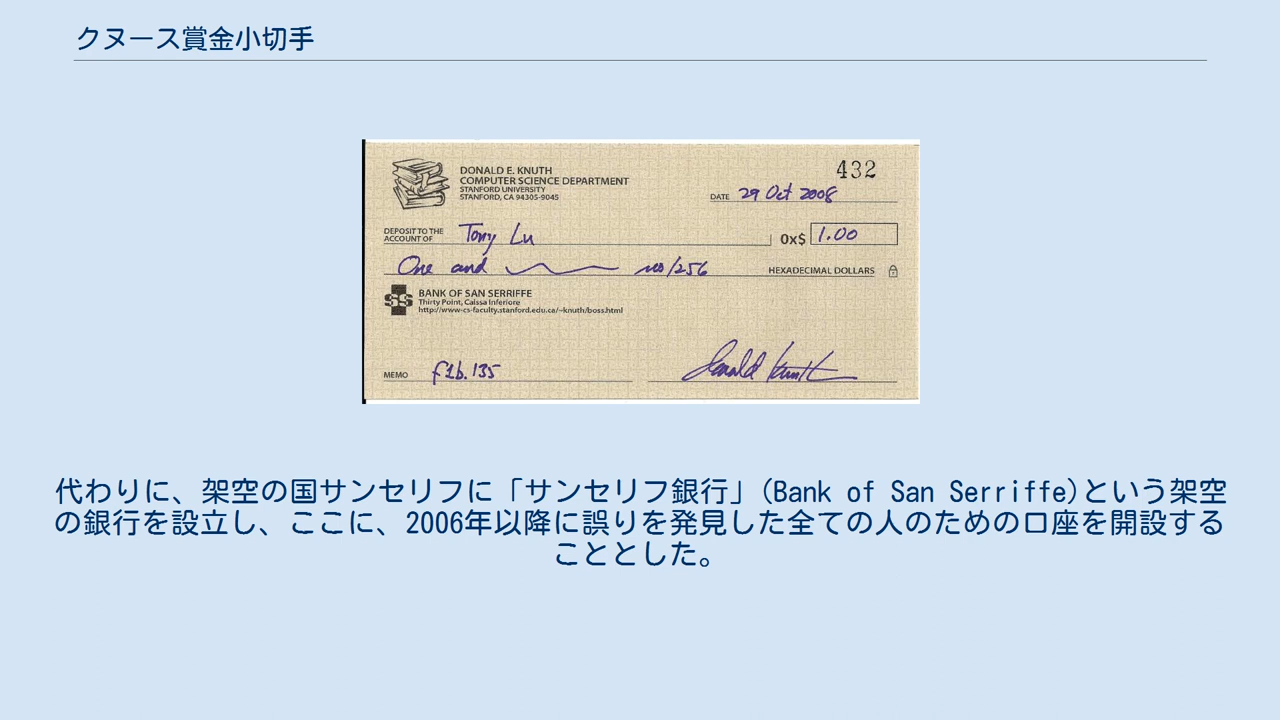 クヌース賞金小切手
DONALD E. KNUTH
COMPUTER SCIENCE DEPARTMENT
STANFORD UNIVERSITY
STANFORD, CA 94305-9045
432
DATE 29 Oct 2008
DEPOSIT TO THE
ACCOUNT OF Tony Lu
0x$ 1.00
One and no/256 HEXADECIMAL DOLLARS
SS
BANK OF SAN SERRIFFE
Thirty Point, Caissa Inferiore
http://www-cs-faculty.stanford.edu.ca/~knuth/boss.html
MEMO f1b.135
Donald Knuth
代わりに、架空の国サンセリフに「サンセリフ銀行」(Bank of San Serriffe)という架空
の銀行を設立し、ここに、2006年以降に誤りを発見した全ての人のための口座を開設する
こととした。